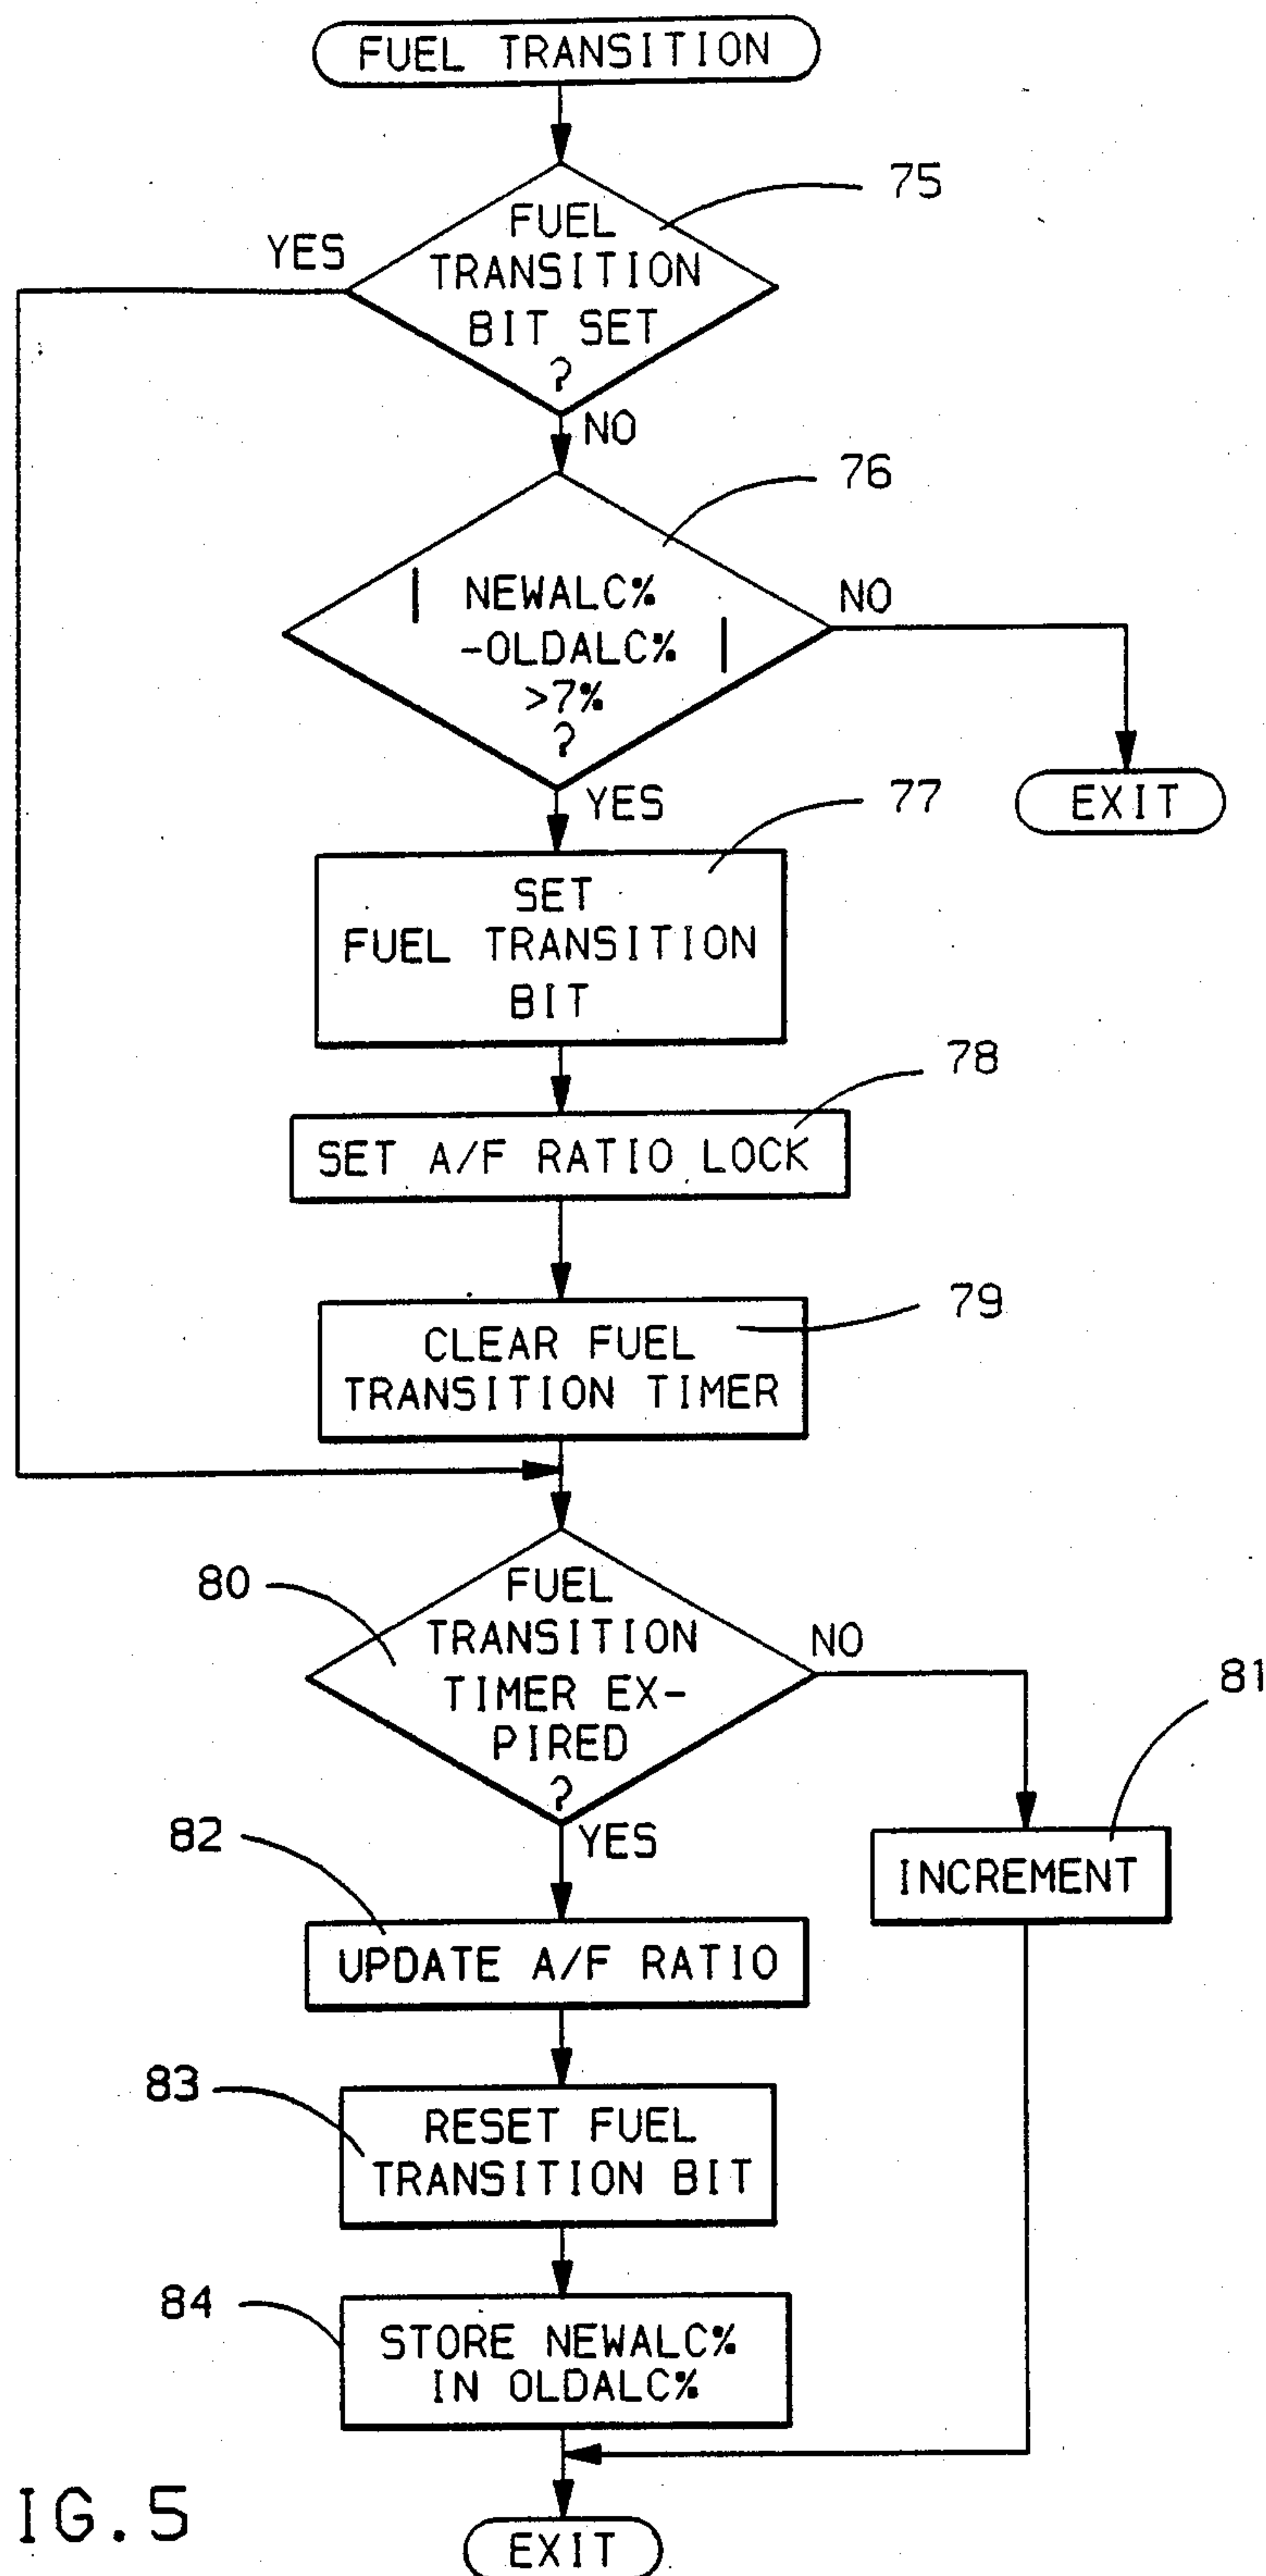 FUEL TRANSITION
75
FUEL
TRANSITION
BIT SET
?
YES
NO
76
| NEWALC%
-OLDALC% |
>7%
?
NO
YES
EXIT
77
SET
FUEL TRANSITION
BIT
78
SET A/F RATIO LOCK
79
CLEAR FUEL
TRANSITION TIMER
80
FUEL
TRANSITION
TIMER EX-
PIRED
?
NO
YES
81
INCREMENT
82
UPDATE A/F RATIO
83
RESET FUEL
TRANSITION BIT
84
STORE NEWALC%
IN OLDALC%
IG.5
EXIT